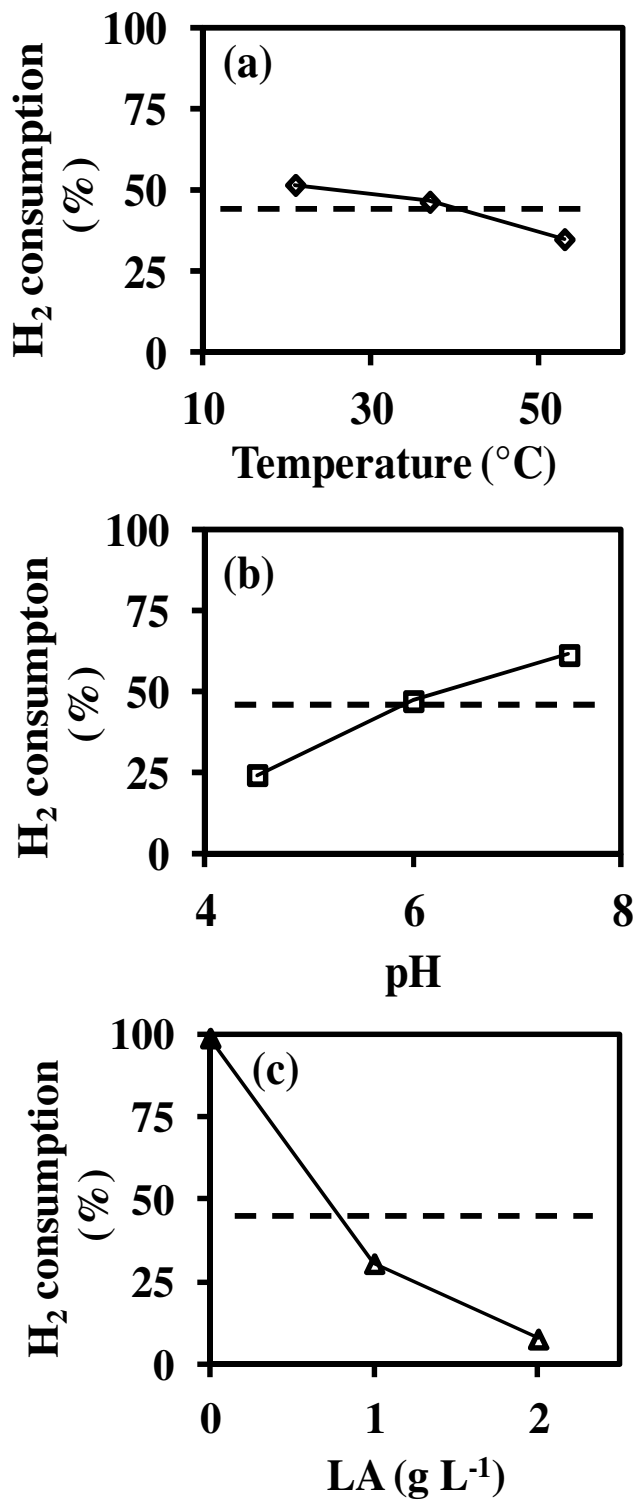 100
(a)
75
50
25
0
H₂ consumption
(%)
10 30 50
Temperature (°C)
100
(b)
75
50
25
0
H₂ consumpton
(%)
4 6 8
pH
100
(c)
75
50
25
0
H₂ consumption
(%)
0 1 2
LA (g L⁻¹)